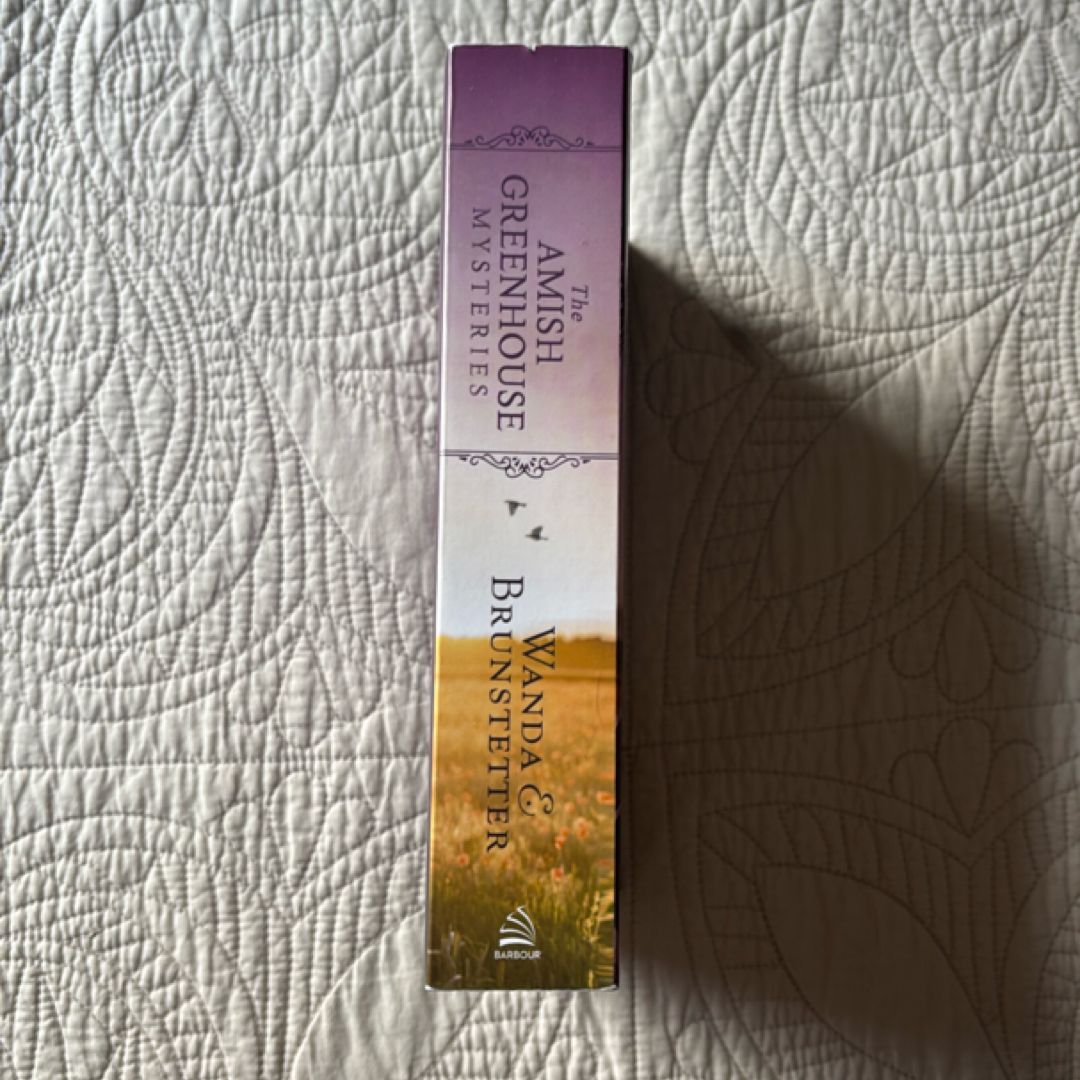 The
AMISH
GREENHOUSE
MYSTERIES
WANDA &
BRUNSTETTER
BARBOUR